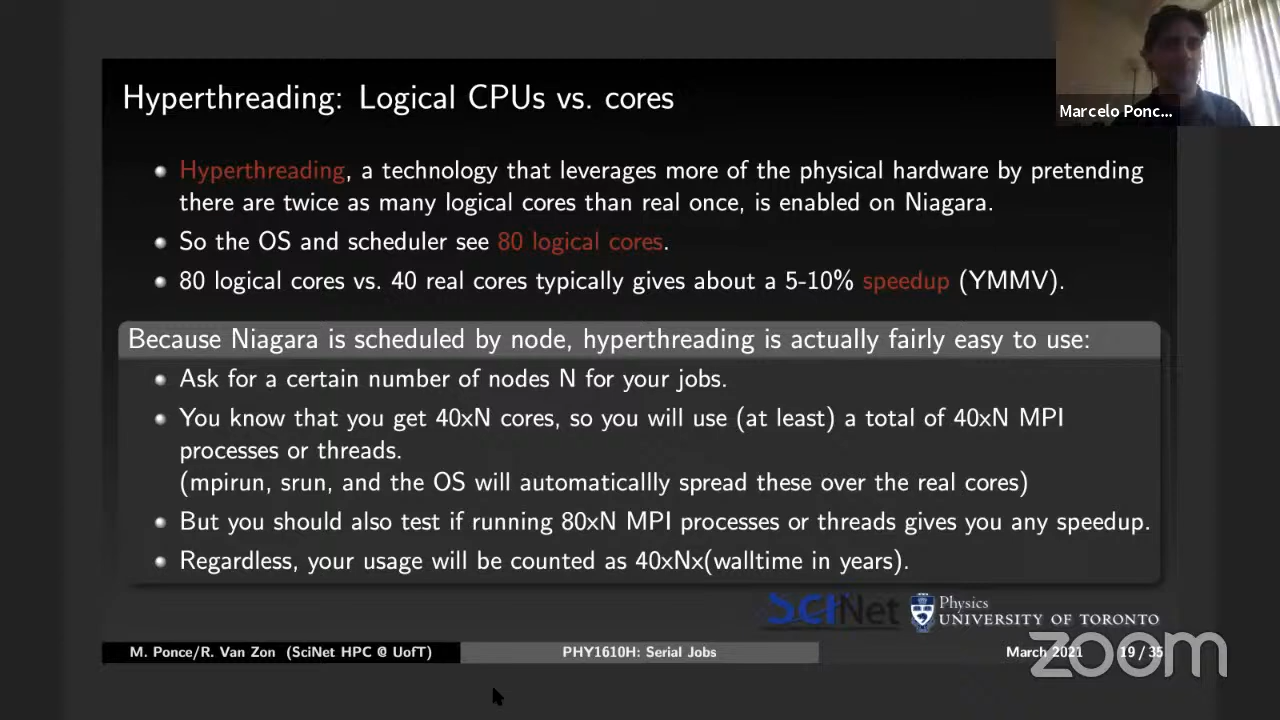 Hyperthreading: Logical CPUs vs. cores
Marcelo Ponc...
Hyperthreading, a technology that leverages more of the physical hardware by pretending
there are twice as many logical cores than real once, is enabled on Niagara.
So the OS and scheduler see 80 logical cores.
80 logical cores vs. 40 real cores typically gives about a 5-10% speedup (YMMV).
Because Niagara is scheduled by node, hyperthreading is actually fairly easy to use:
Ask for a certain number of nodes N for your jobs.
You know that you get 40xN cores, so you will use (at least) a total of 40xN MPI
processes or threads.
(mpirun, srun, and the OS will automaticallly spread these over the real cores)
But you should also test if running 80xN MPI processes or threads gives you any speedup.
Regardless, your usage will be counted as 40xNx(walltime in years).
SciNet
Physics
UNIVERSITY OF TORONTO
M. Ponce/R. Van Zon (SciNet HPC @ UofT)
PHY1610H: Serial Jobs
March 2021
19 / 35
zoom